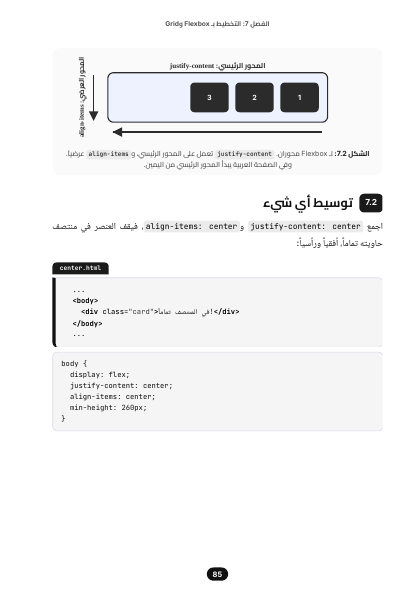 الفصل 7: التخطيط بـ Flexbox وGrid
المحور الرئيسي: justify-content
المحور العرضي: align-items
1
2
3
الشكل 7.2: لـ Flexbox محوران. justify-content تعمل على المحور الرئيسي، وalign-items عرضيًا.
وفي الصفحة العربية يبدأ المحور الرئيسي من اليمين.
7.2 توسيط أي شيء
اجمع justify-content: center وalign-items: center، فيقف العنصر في منتصف
حاويته تمامًا، أفقيًا ورأسيًا:
center.html
...
<body>
<div class="card">في المنتصف تمامًا!</div>
</body>
...
body {
display: flex;
justify-content: center;
align-items: center;
min-height: 260px;
}
85